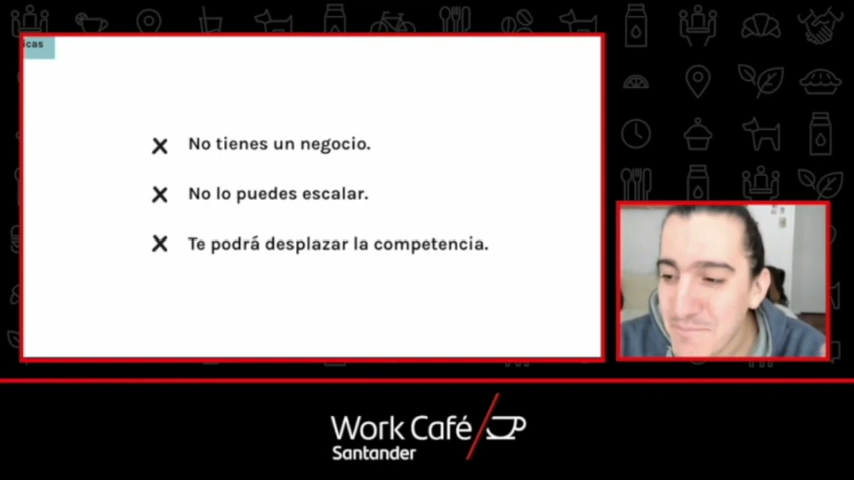 icas
No tienes un negocio.
No lo puedes escalar.
Te podrá desplazar la competencia.
Work Café
Santander